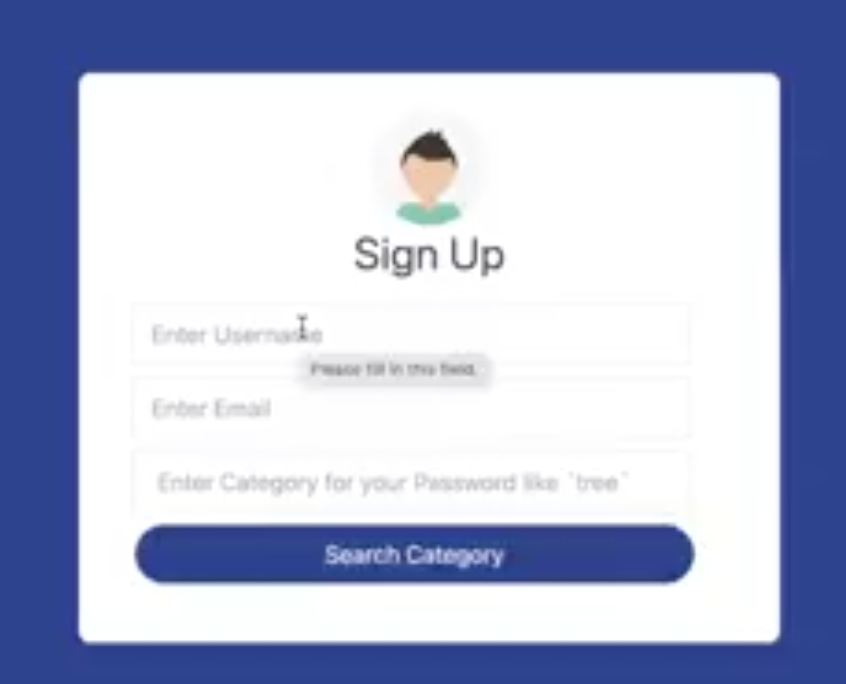 Sign Up
Enter Username
Please fill in this field.
Enter Email
Enter Category for your Password like `tree`
Search Category